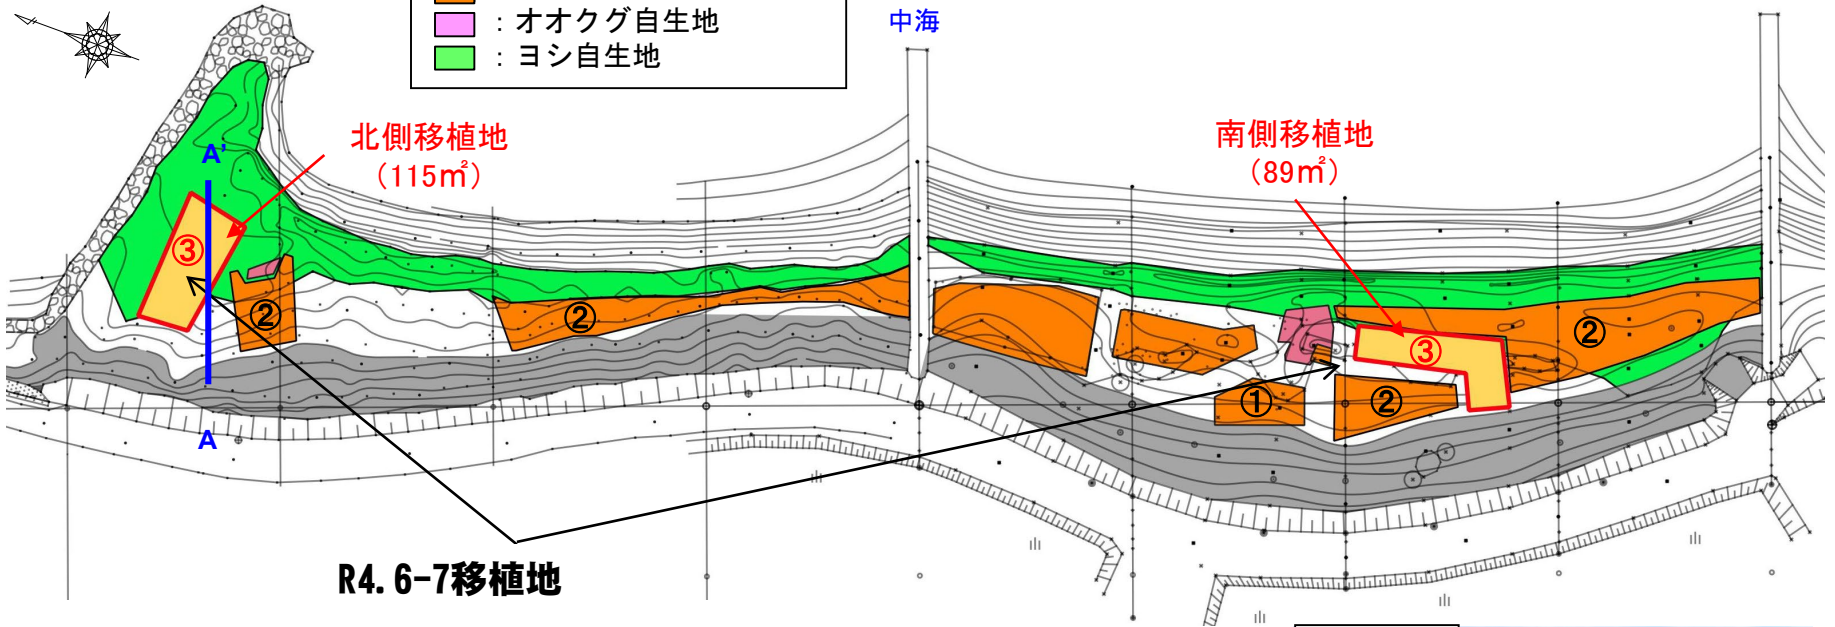 ：オオクグ自生地
：ヨシ自生地
中海
北側移植地
（115㎡）
南側移植地
（89㎡）
A'
③
②
②
②
③
①
②
A
R4.6-7移植地